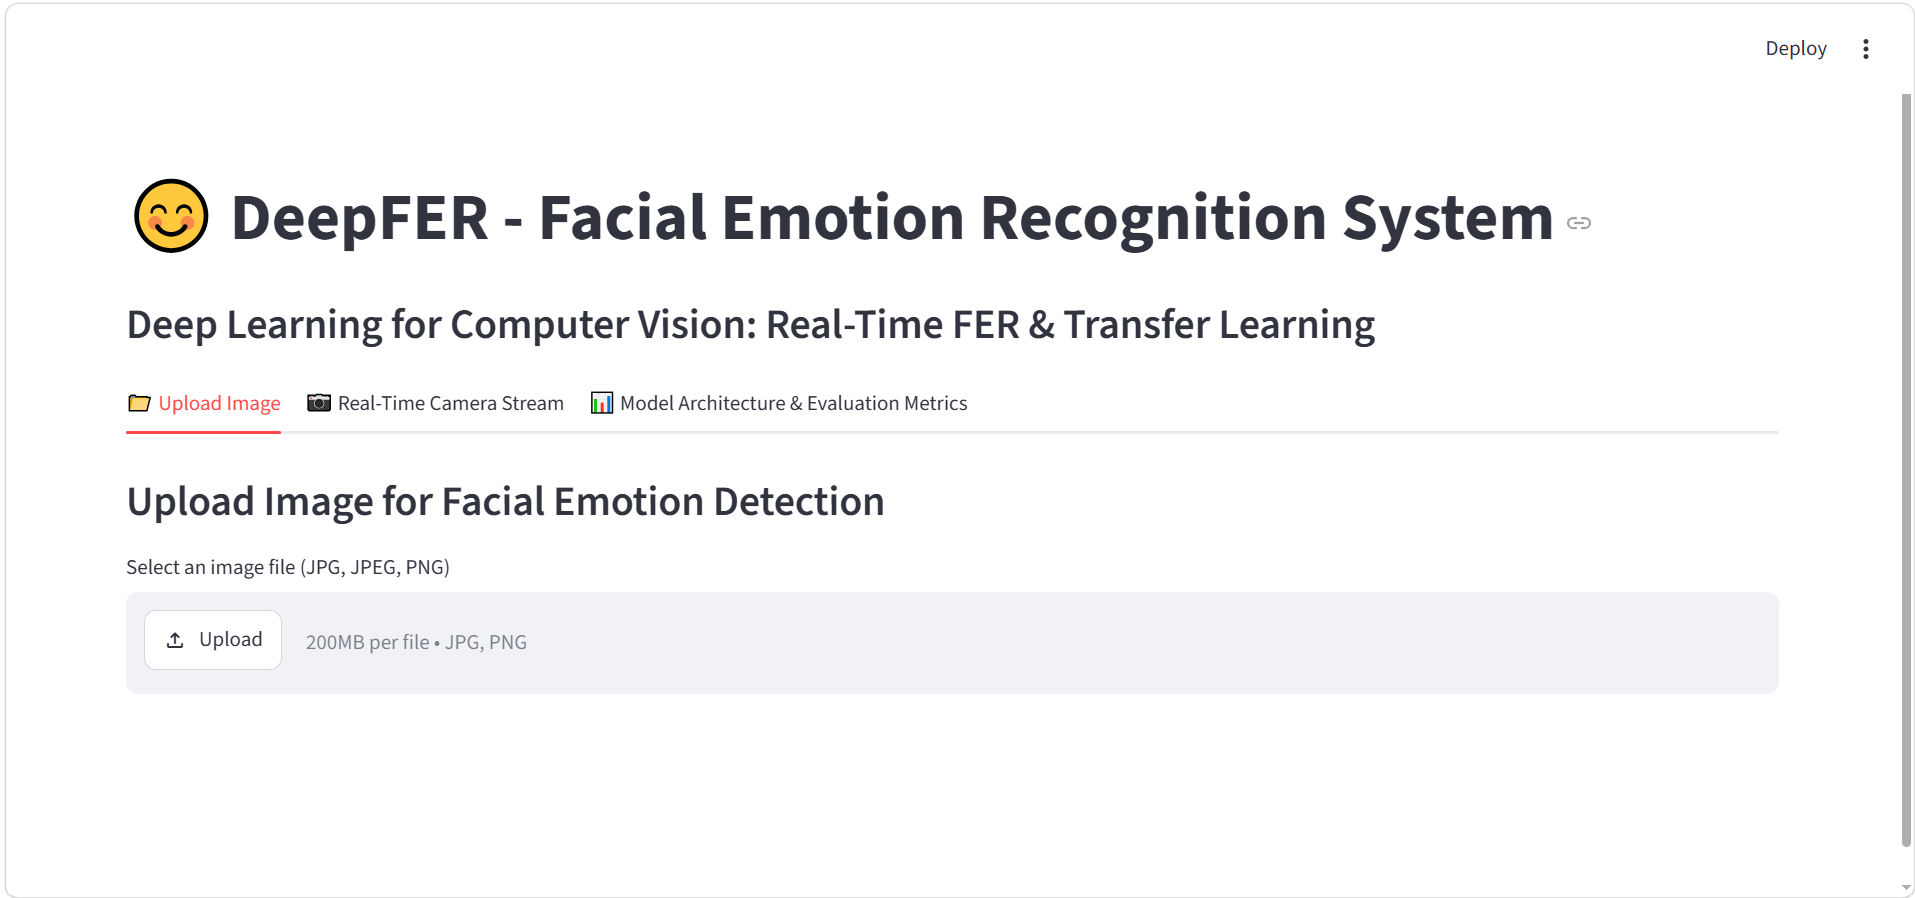 Deploy
😊 DeepFER - Facial Emotion Recognition System
Deep Learning for Computer Vision: Real-Time FER & Transfer Learning
📁 Upload Image 📷 Real-Time Camera Stream 📊 Model Architecture & Evaluation Metrics
Upload Image for Facial Emotion Detection
Select an image file (JPG, JPEG, PNG)
Upload 200MB per file • JPG, PNG